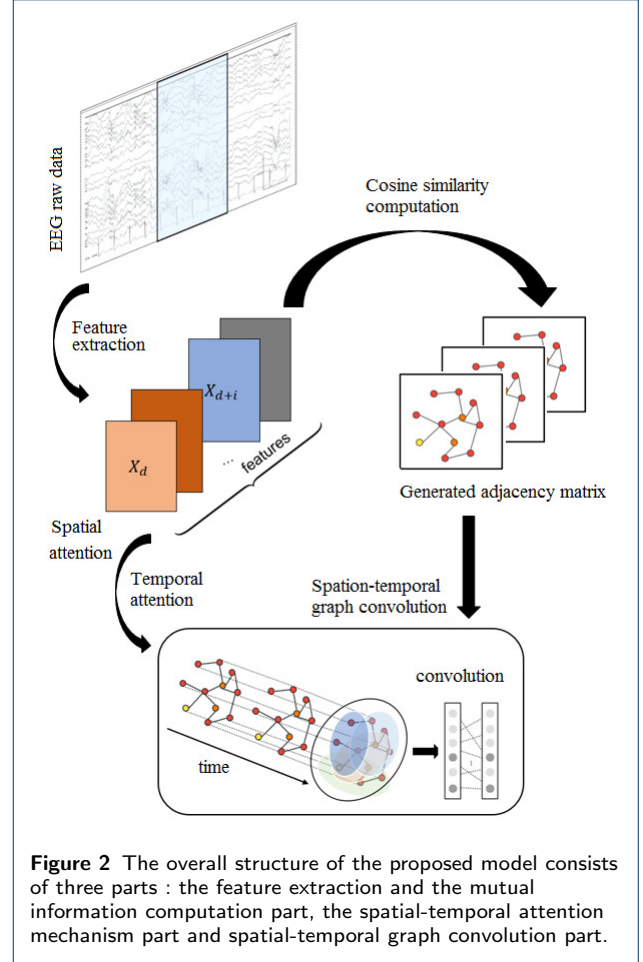 EEG raw data
Cosine similarity
computation
Feature
extraction
X_{d+i}
X_d
...
features
Generated adjacency matrix
Spatial
attention
Temporal
attention
Spation-temporal
graph convolution
convolution
time
Figure 2 The overall structure of the proposed model consists
of three parts : the feature extraction and the mutual
information computation part, the spatial-temporal attention
mechanism part and spatial-temporal graph convolution part.